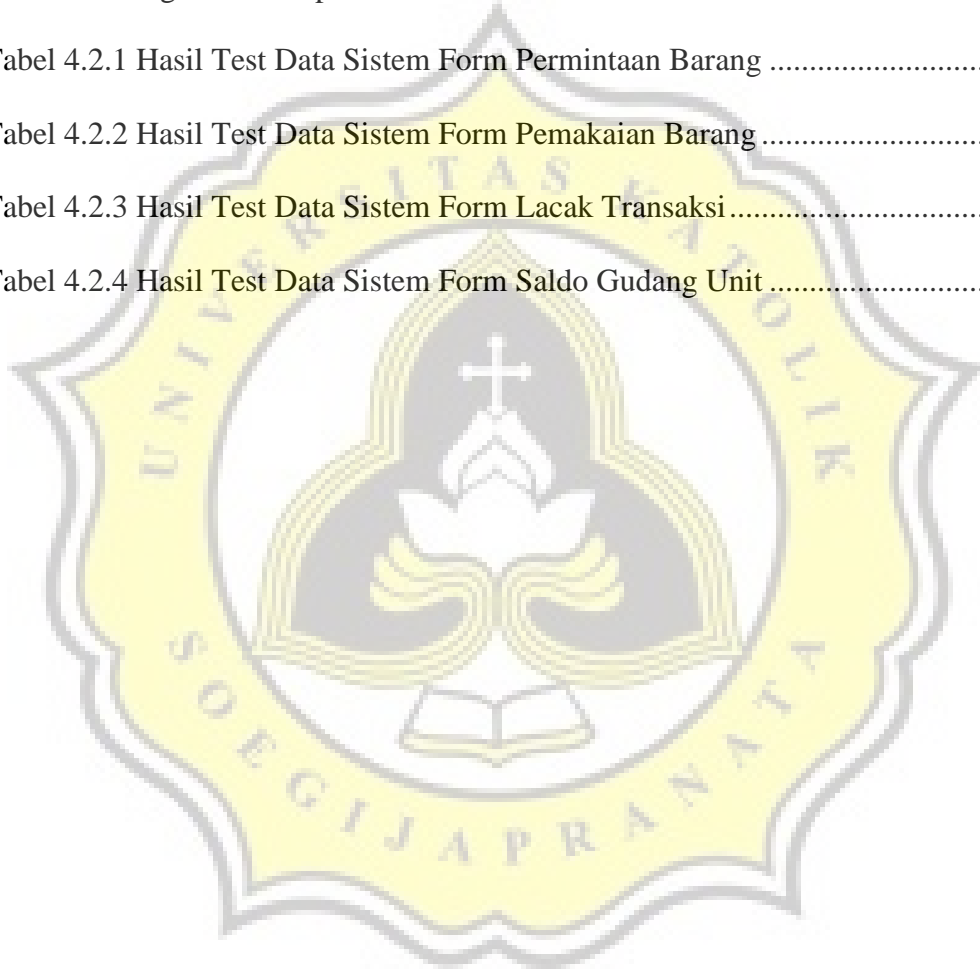 Tabel 4.2.1 Hasil Test Data Sistem Form Permintaan Barang ..........................
Tabel 4.2.2 Hasil Test Data Sistem Form Pemakaian Barang ..........................
Tabel 4.2.3 Hasil Test Data Sistem Form Lacak Transaksi ...............................
Tabel 4.2.4 Hasil Test Data Sistem Form Saldo Gudang Unit ..........................
UNIVERSITAS KATOLIK
SOEGIJAPRANATA